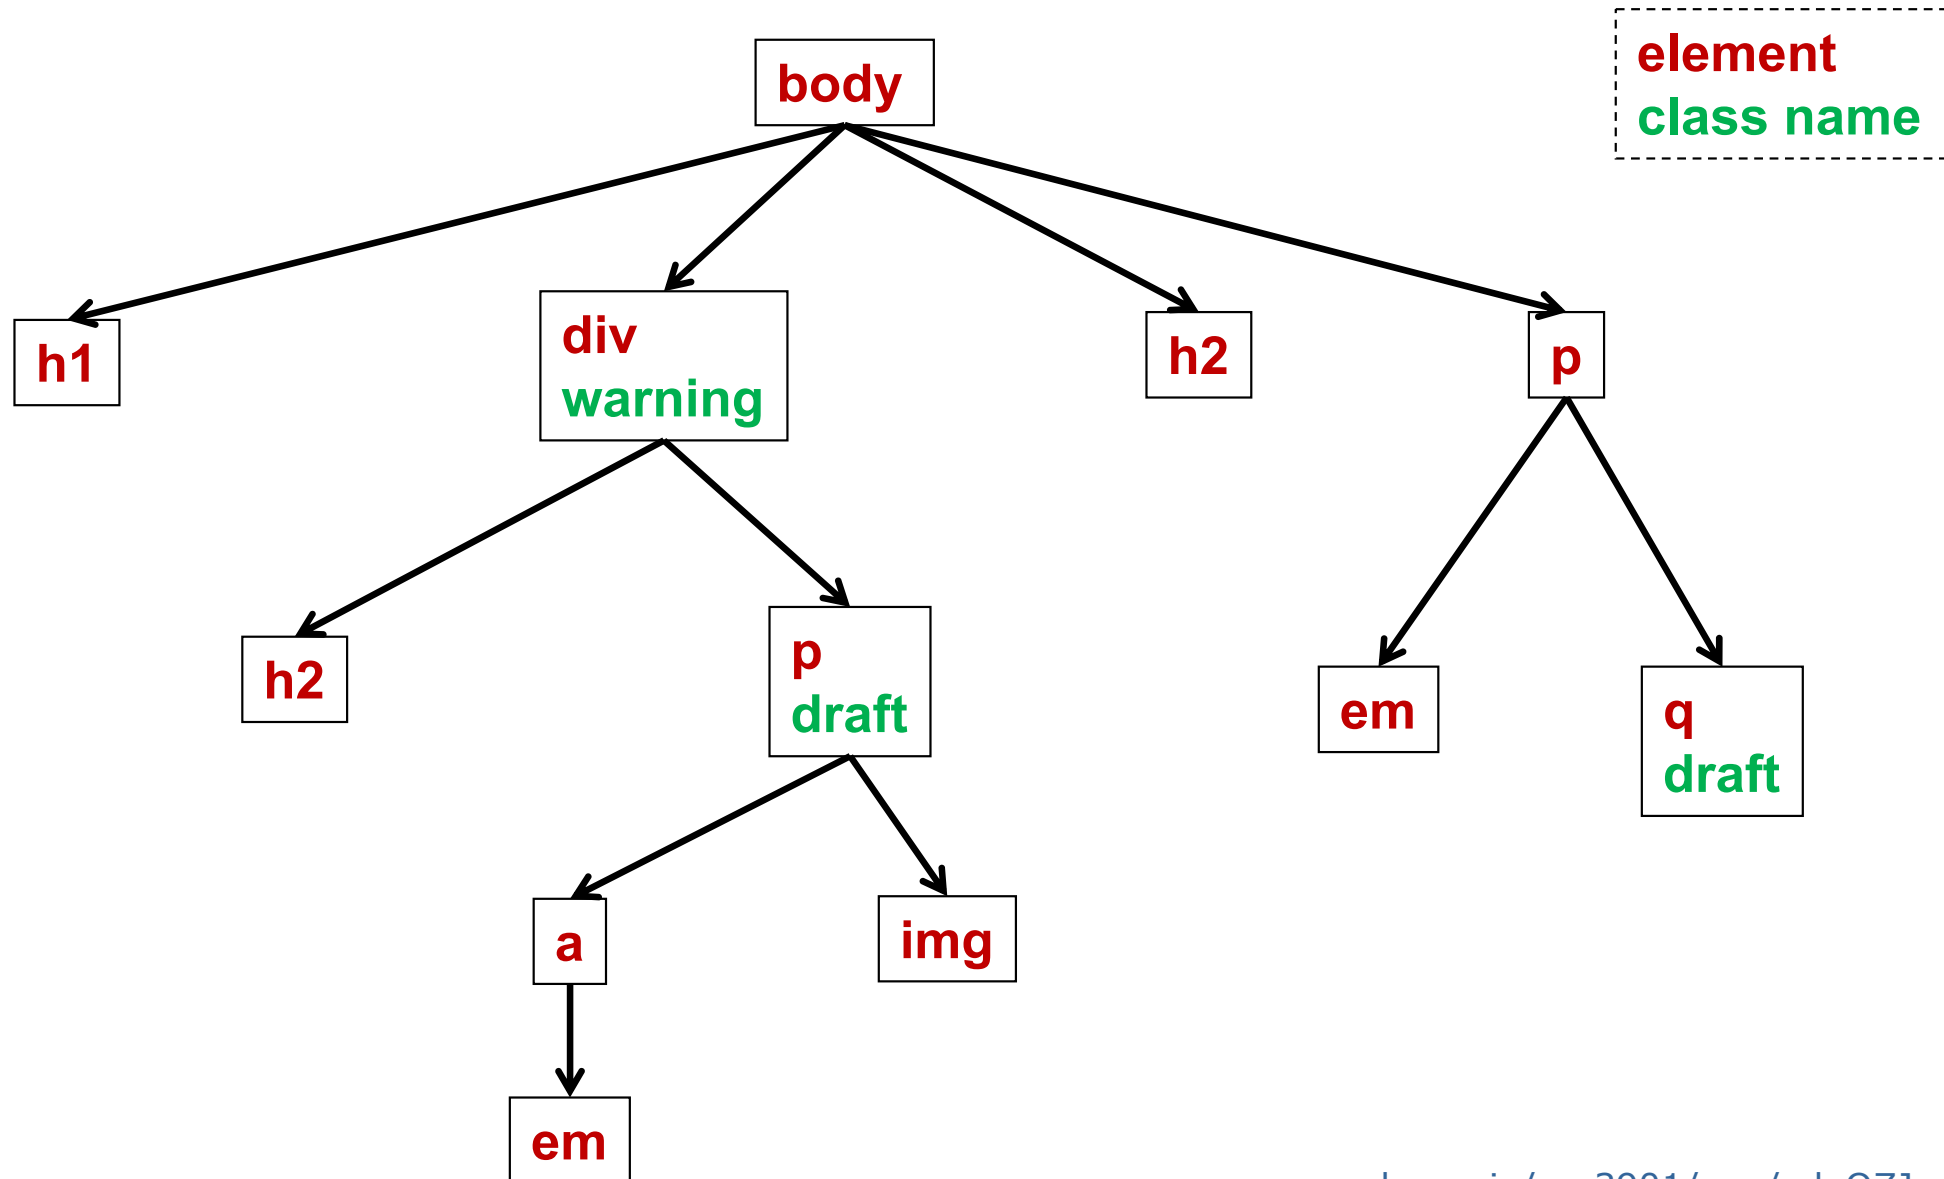 element
class name
body
h1
div
warning
h2
p
h2
p
draft
em
q
draft
a
img
em